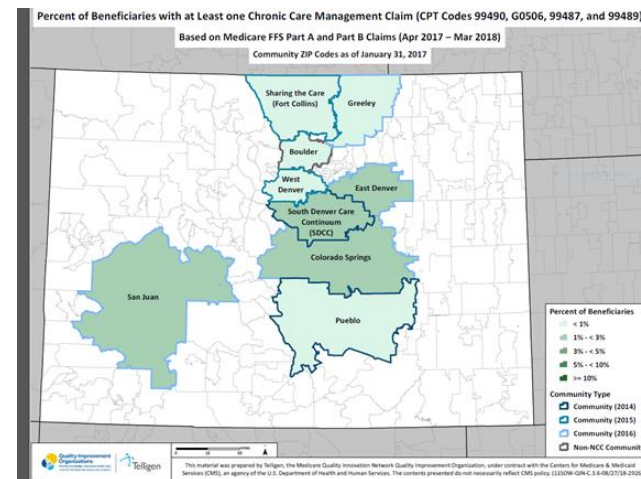 Percent of Beneficiaries with at Least one Chronic Care Management Claim (CPT Codes 99490, G0506, 99487, and 99489)
Based on Medicare FFS Part A and Part B Claims (Apr 2017 – Mar 2018)
Community ZIP Codes as of January 31, 2017
Sharing the Care
(Fort Collins)
Greeley
Boulder
West
Denver
East Denver
South Denver Care
Continuum
(SDCC)
Colorado Springs
San Juan
Pueblo
Percent of Beneficiaries
< 1%
1% - < 3%
3% - < 5%
5% - < 10%
>= 10%
Community Type
Community (2014)
Community (2015)
Community (2016)
Non-NCC Communit
Quality Improvement
Organizations
Telligen
This material was prepared by Telligen, the Medicare Quality Innovation Network Quality Improvement Organization, under contract with the Centers for Medicare & Medicaid
Services (CMS), an agency of the U.S. Department of Health and Human Services. The contents presented do not necessarily reflect CMS policy.